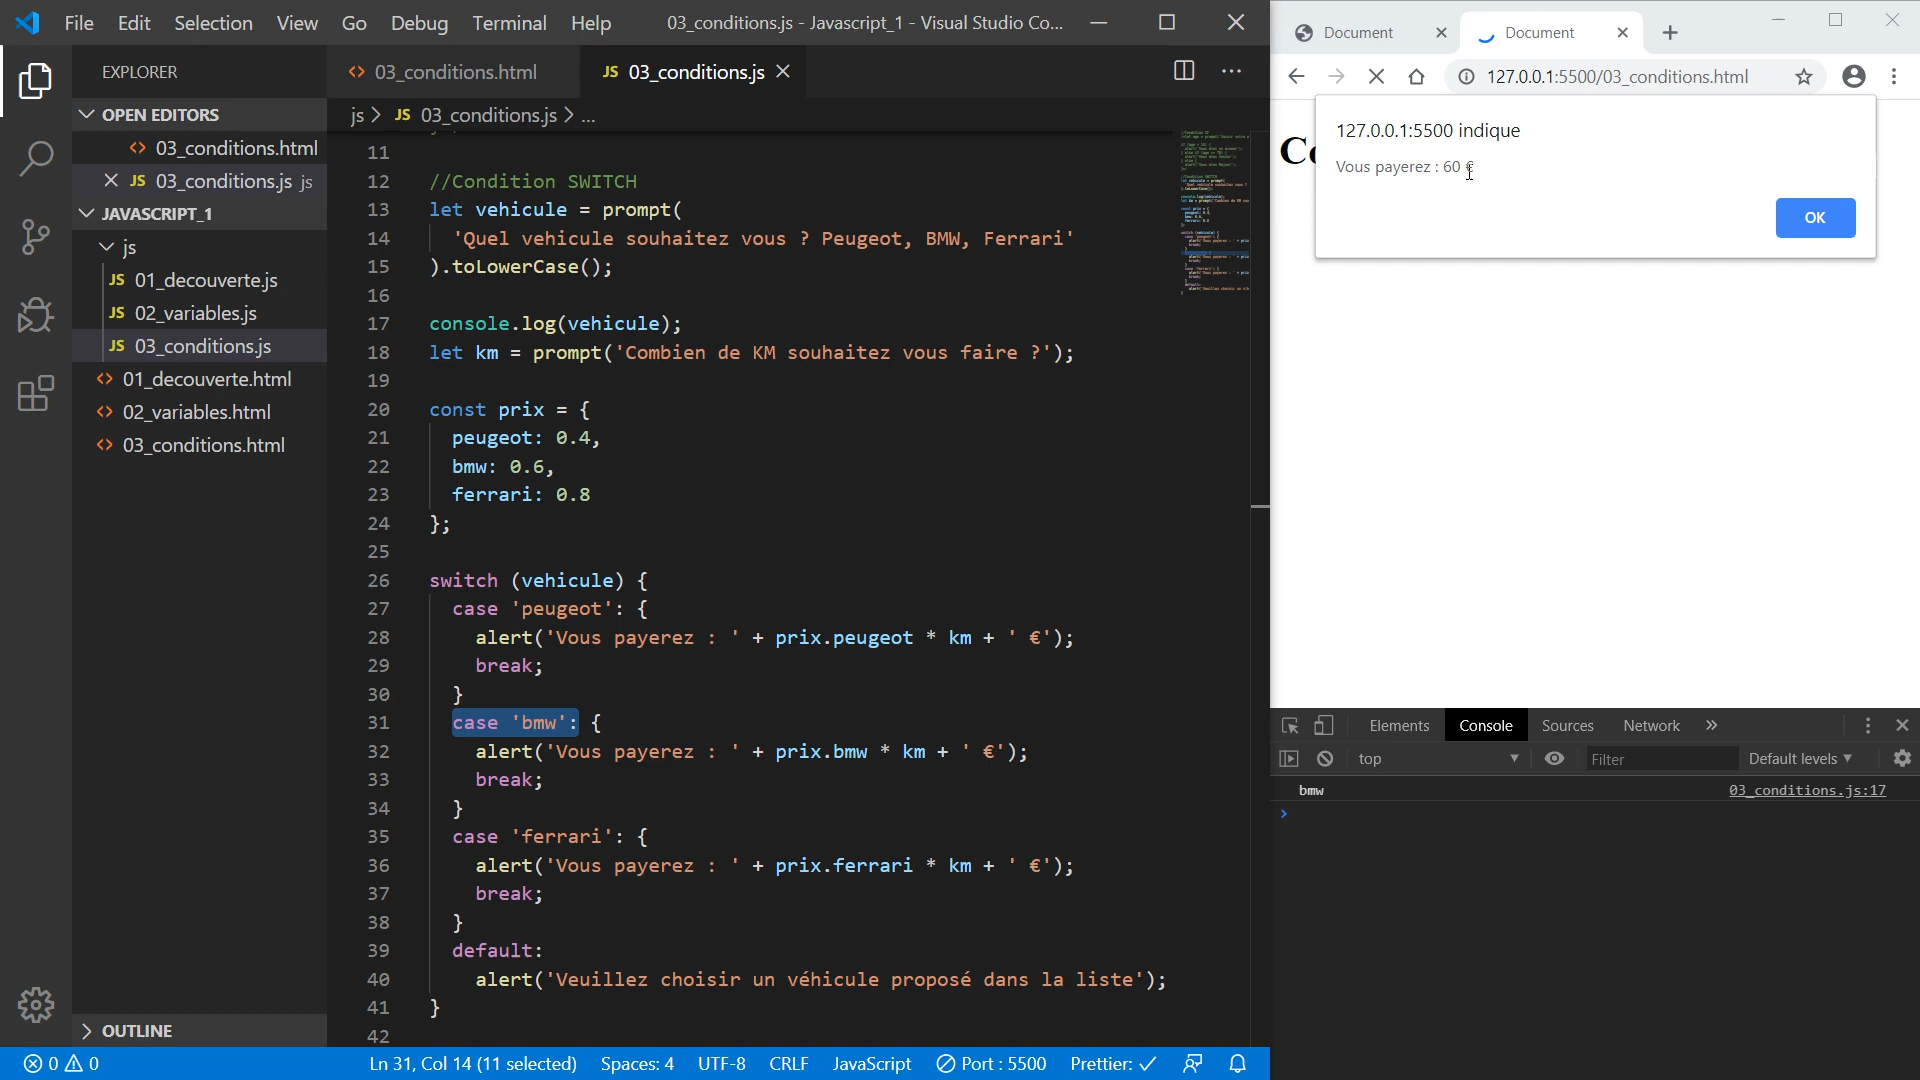 File Edit Selection View Go Debug Terminal Help 03_conditions.js - Javascript_1 - Visual Studio Co...
EXPLORER
OPEN EDITORS
03_conditions.html
JS 03_conditions.js js
JAVASCRIPT_1
js
JS 01_decouverte.js
JS 02_variables.js
JS 03_conditions.js
01_decouverte.html
02_variables.html
03_conditions.html
OUTLINE
03_conditions.html JS 03_conditions.js
js > JS 03_conditions.js > ...
11
12 //Condition SWITCH
13 let vehicule = prompt(
14 'Quel vehicule souhaitez vous ? Peugeot, BMW, Ferrari'
15 ).toLowerCase();
16
17 console.log(vehicule);
18 let km = prompt('Combien de KM souhaitez vous faire ?');
19
20 const prix = {
21 peugeot: 0.4,
22 bmw: 0.6,
23 ferrari: 0.8
24 };
25
26 switch (vehicule) {
27 case 'peugeot': {
28 alert('Vous payerez : ' + prix.peugeot * km + ' €');
29 break;
30 }
31 case 'bmw': {
32 alert('Vous payerez : ' + prix.bmw * km + ' €');
33 break;
34 }
35 case 'ferrari': {
36 alert('Vous payerez : ' + prix.ferrari * km + ' €');
37 break;
38 }
39 default:
40 alert('Veuillez choisir un véhicule proposé dans la liste');
41 }
42
0 0 Ln 31, Col 14 (11 selected) Spaces: 4 UTF-8 CRLF JavaScript Port : 5500 Prettier: ✓
Document Document
127.0.0.1:5500/03_conditions.html
127.0.0.1:5500 indique
Vous payerez : 60 €
OK
Elements Console Sources Network »
top Filter Default levels
bmw 03_conditions.js:17